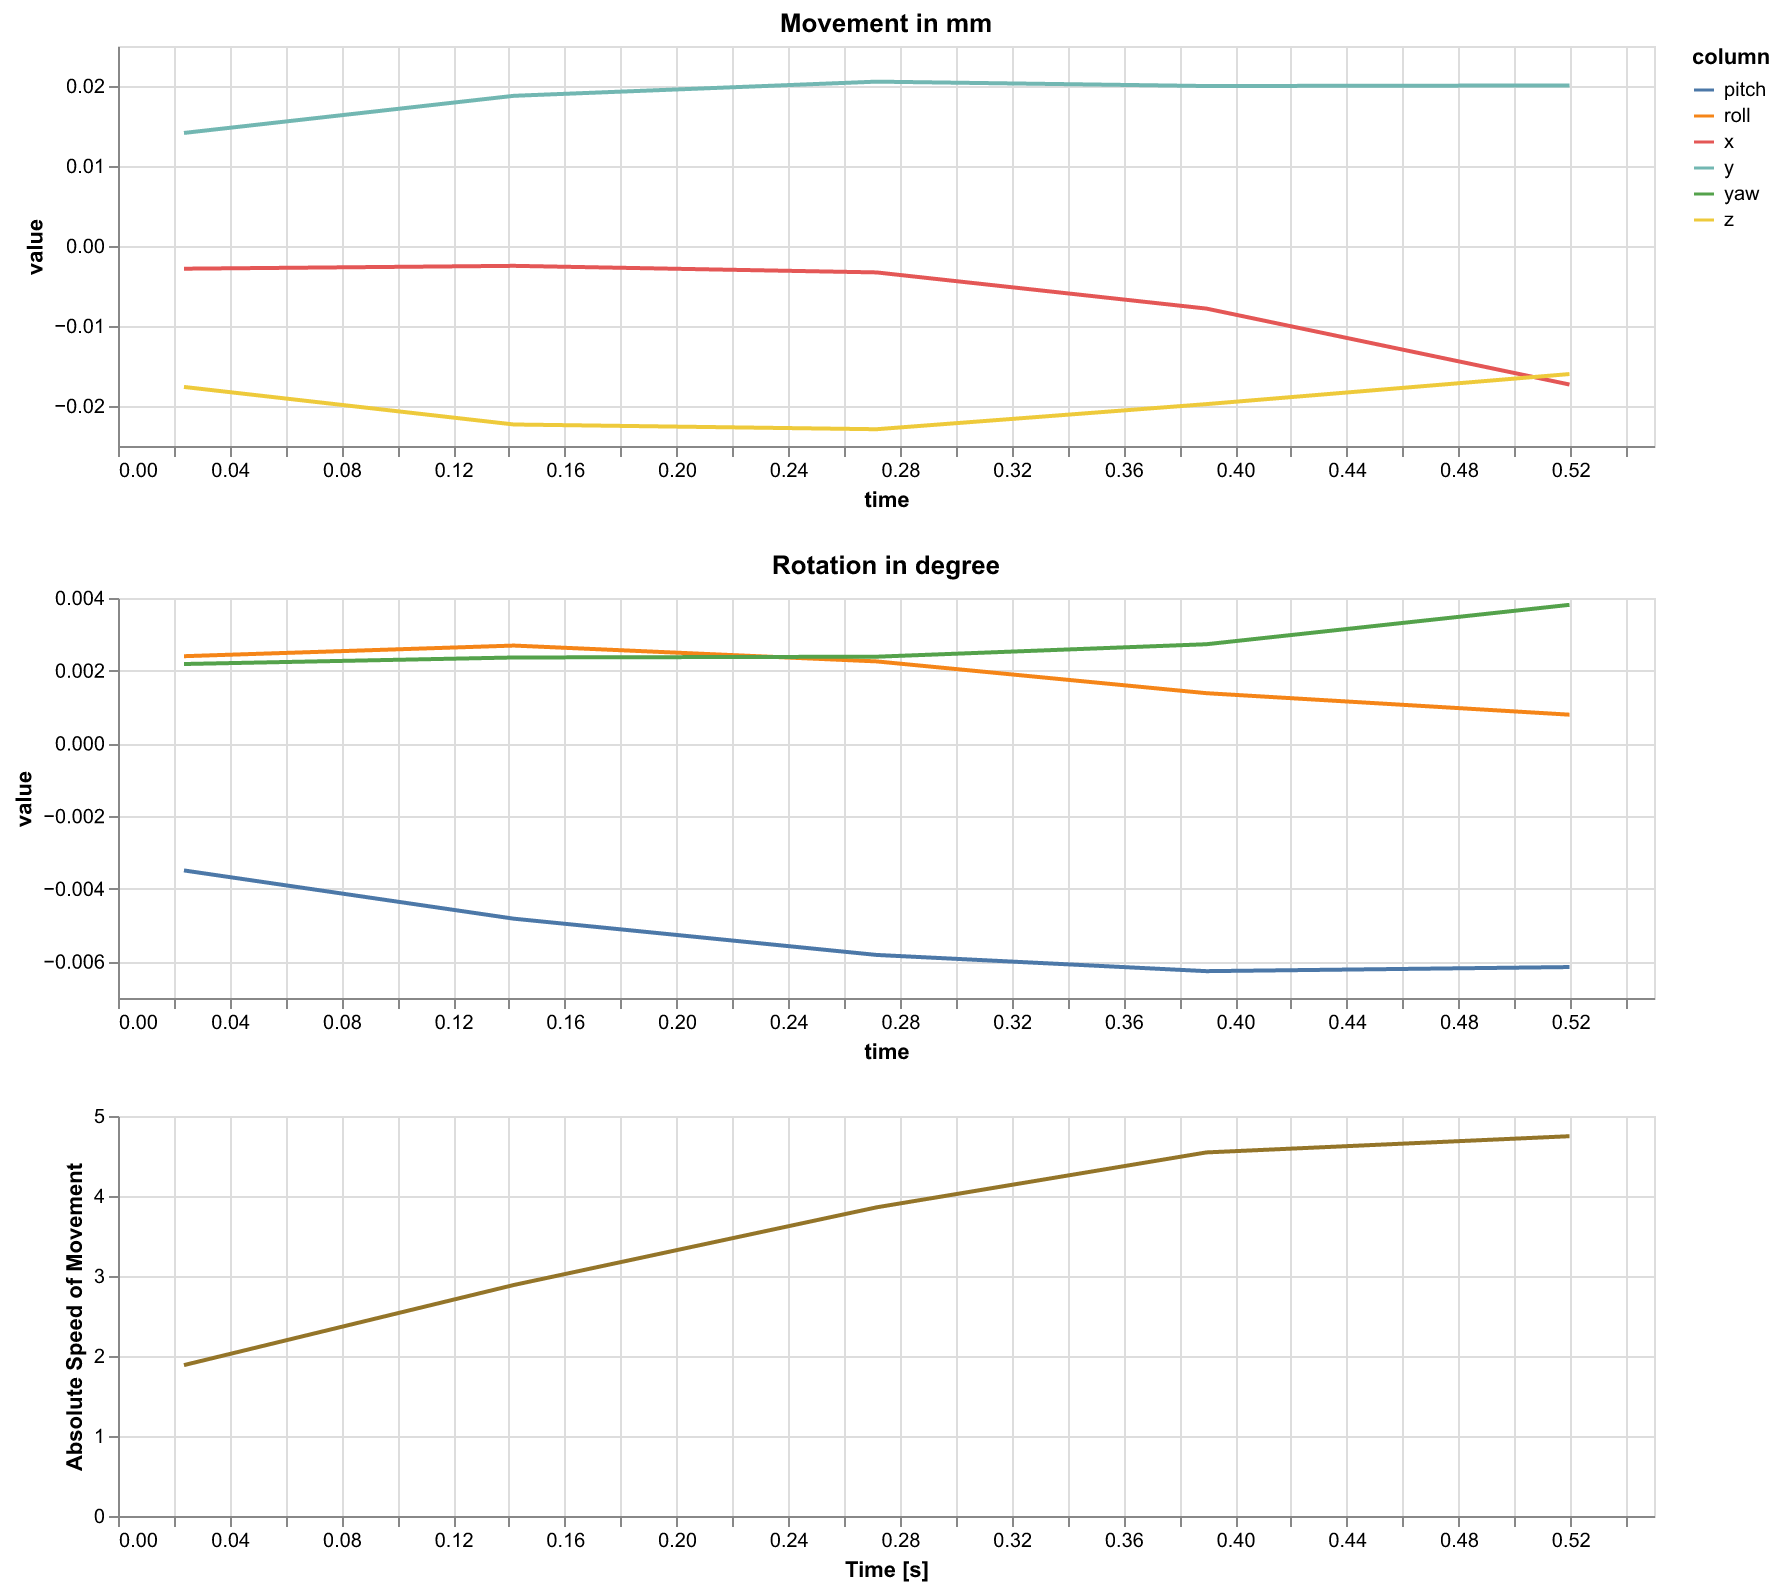 Movement in mm
column
pitch
roll
x
y
yaw
z
value
0.02
0.01
0.00
−0.01
−0.02
0.00 0.04 0.08 0.12 0.16 0.20 0.24 0.28 0.32 0.36 0.40 0.44 0.48 0.52
time
Rotation in degree
value
0.004
0.002
0.000
−0.002
−0.004
−0.006
0.00 0.04 0.08 0.12 0.16 0.20 0.24 0.28 0.32 0.36 0.40 0.44 0.48 0.52
time
Absolute Speed of Movement
5
4
3
2
1
0
0.00 0.04 0.08 0.12 0.16 0.20 0.24 0.28 0.32 0.36 0.40 0.44 0.48 0.52
Time [s]